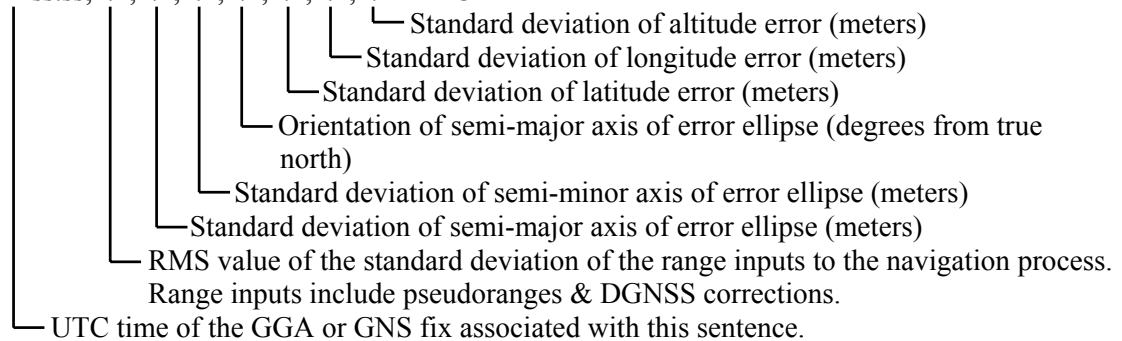 Standard deviation of altitude error (meters)
Standard deviation of longitude error (meters)
Standard deviation of latitude error (meters)
Orientation of semi-major axis of error ellipse (degrees from true
north)
Standard deviation of semi-minor axis of error ellipse (meters)
Standard deviation of semi-major axis of error ellipse (meters)
RMS value of the standard deviation of the range inputs to the navigation process.
Range inputs include pseudoranges & DGNSS corrections.
UTC time of the GGA or GNS fix associated with this sentence.